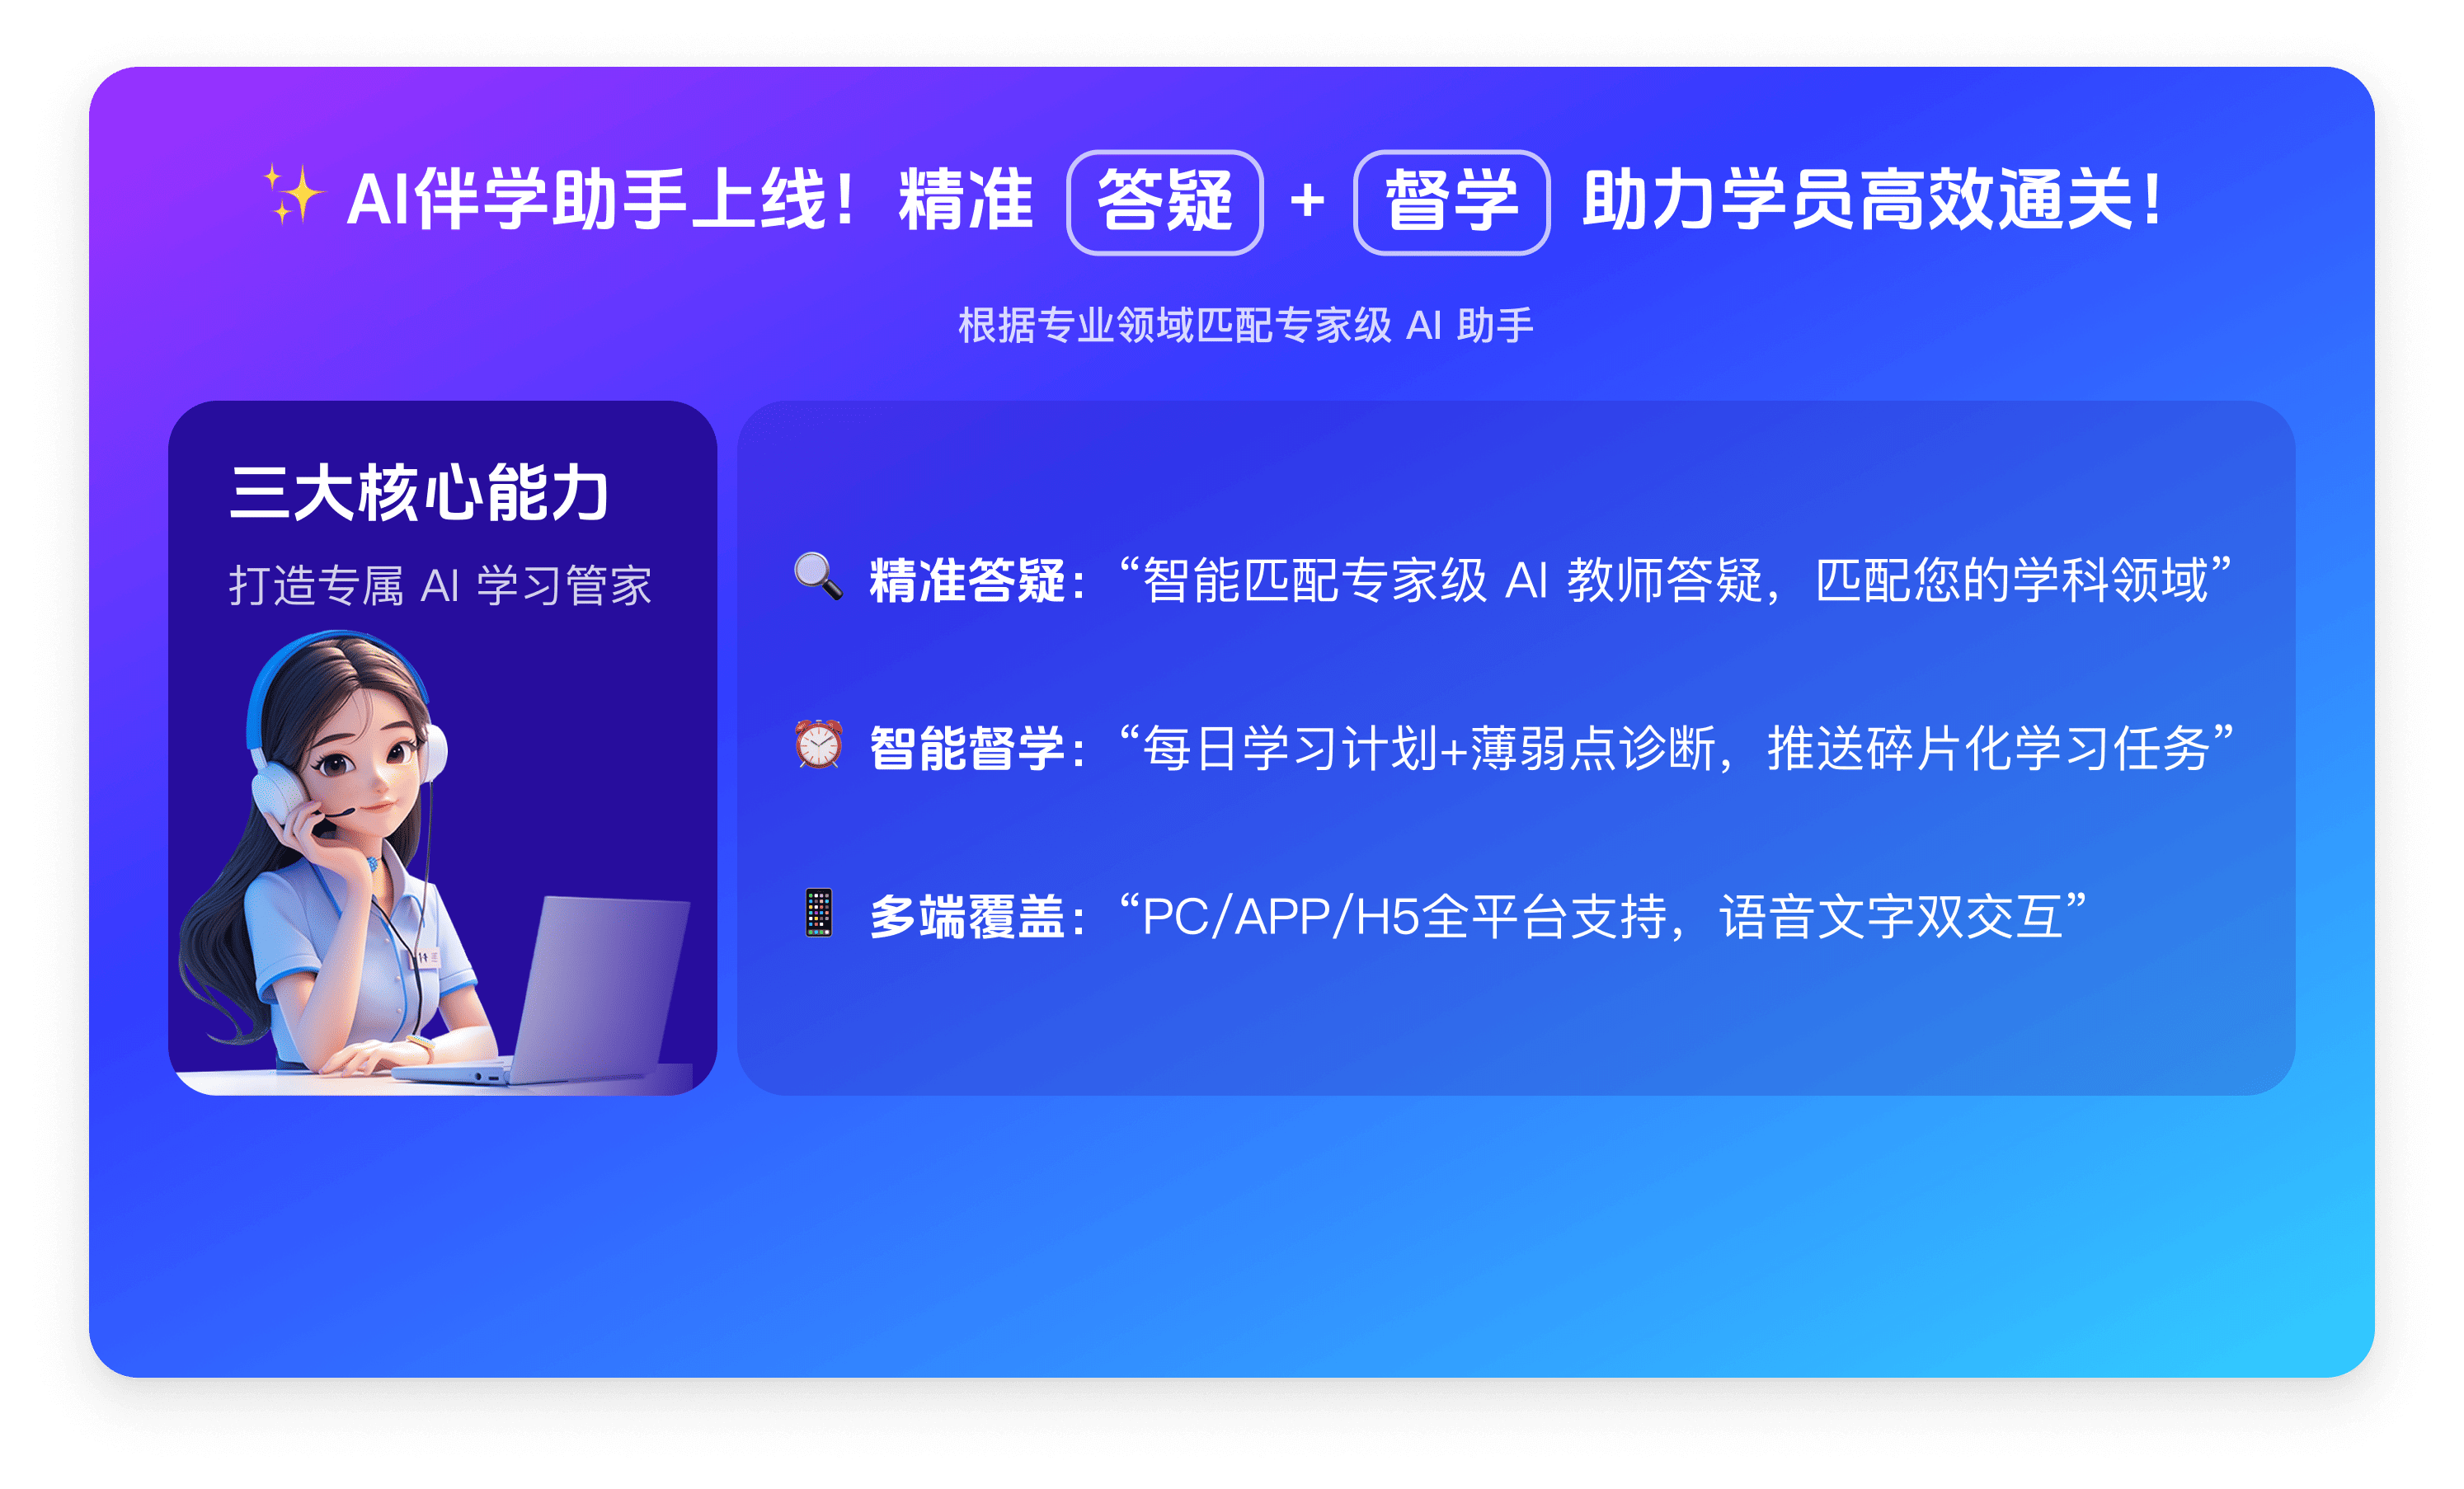 ✨AI伴学助手上线！精准 答疑 + 督学 助力学员高效通关！
根据专业领域匹配专家级 AI 助手
三大核心能力
打造专属 AI 学习管家
🔍 精准答疑：“智能匹配专家级 AI 教师答疑，匹配您的学科领域”
⏰ 智能督学：“每日学习计划+薄弱点诊断，推送碎片化学习任务”
📱 多端覆盖：“PC/APP/H5全平台支持，语音文字双交互”